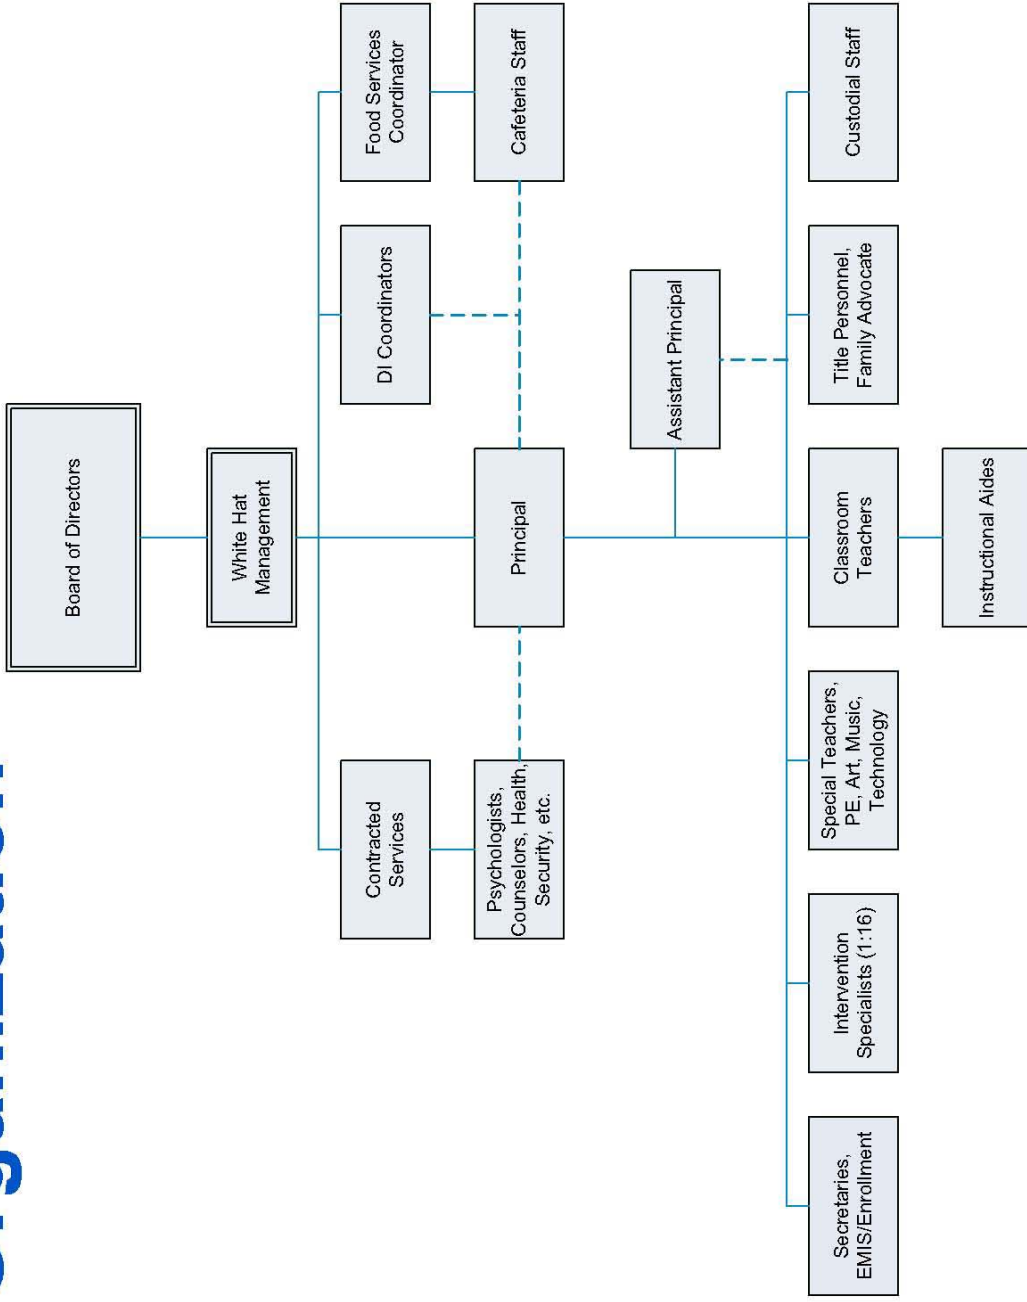 Organization
Board of Directors
White Hat
Management
Contracted
Services
DI Coordinators
Food Services
Coordinator
Psychologists,
Counselors, Health,
Security, etc.
Principal
Cafeteria Staff
Assistant Principal
Secretaries,
EMIS/Enrollment
Intervention
Specialists (1:16)
Special Teachers,
PE, Art, Music,
Technology
Classroom
Teachers
Title Personnel,
Family Advocate
Custodial Staff
Instructional Aides